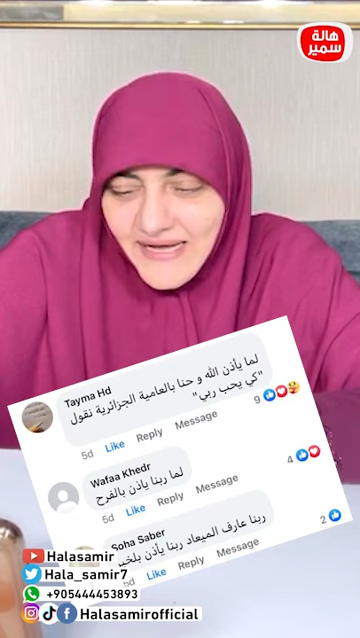 هالة
سمير
Tayma Hd
لما يأذن الله و حنا بالعامية الجزائرية نقول
"كي يحب ربي"
5d Like Reply Message 9
Wafaa Khedr
لما ربنا ياذن بالفرح
5d Like Reply Message 4
Soha Saber
ربنا عارف الميعاد ربنا يأذن
5d Like Reply Message 2
Halasamir
Hala_samir7
+905444453893
Halasamirofficial